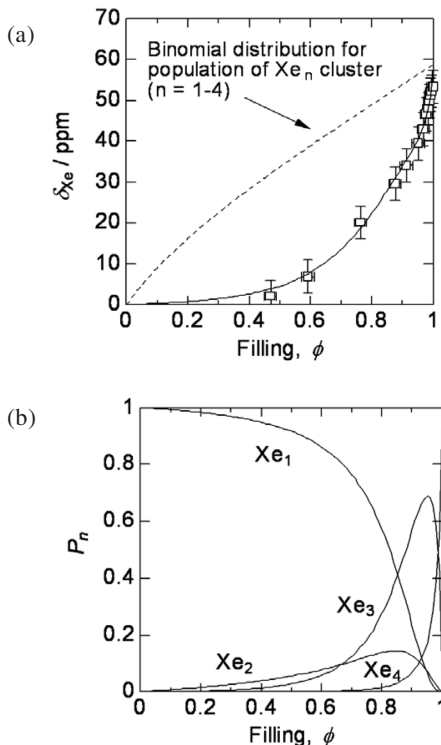 (a)
70
60
50
40
30
20
10
0
δXe / ppm
Binomial distribution for
population of Xen cluster
(n = 1-4)
0 0.2 0.4 0.6 0.8 1
Filling, ϕ
(b)
1
0.8
0.6
0.4
0.2
0
Pn
Xe1
Xe3
Xe2
Xe4
0 0.2 0.4 0.6 0.8 1
Filling, ϕ